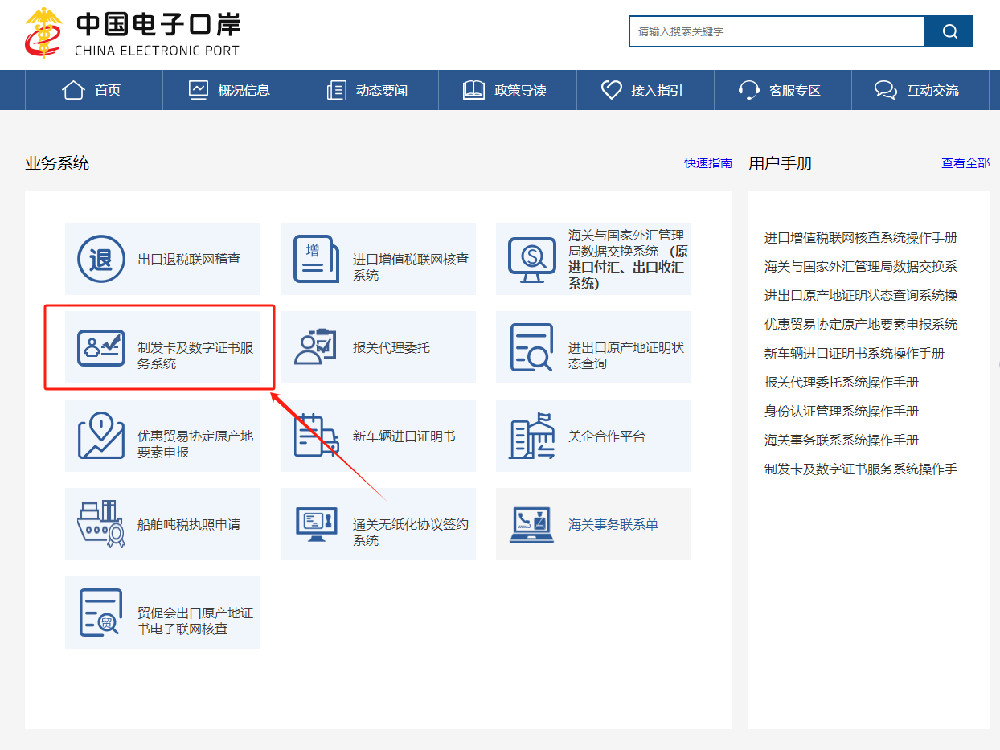 中国电子口岸
CHINA ELECTRONIC PORT
请输入搜索关键字
首页
概况信息
动态要闻
政策导读
接入指引
客服专区
互动交流
业务系统
快速指南
退
出口退税联网稽查
增
进口增值税联网核查
系统
海关与国家外汇管理
局数据交换系统 (原
进口付汇、出口收汇
系统)
制发卡及数字证书服
务系统
报关代理委托
进出口原产地证明状
态查询
优惠贸易协定原产地
要素申报
新车辆进口证明书
关企合作平台
船舶吨税执照申请
通关无纸化协议签约
系统
海关事务联系单
贸
贸促会出口原产地证
书电子联网核查
用户手册
查看全部
进口增值税联网核查系统操作手册
海关与国家外汇管理局数据交换系
进出口原产地证明状态查询系统操
优惠贸易协定原产地要素申报系统
新车辆进口证明书系统操作手册
报关代理委托系统操作手册
身份认证管理系统操作手册
海关事务联系系统操作手册
制发卡及数字证书服务系统操作手